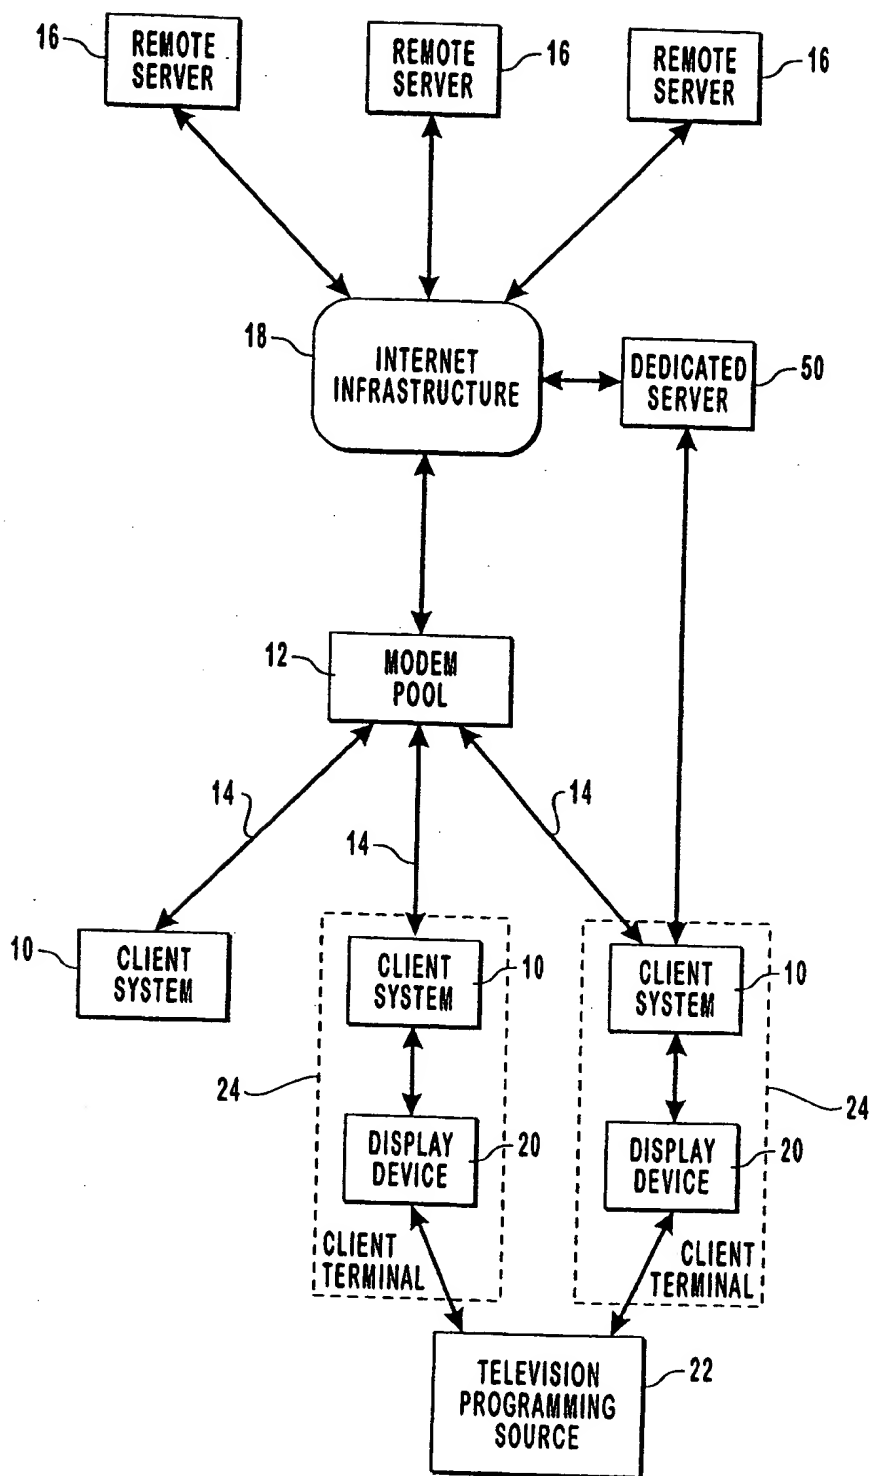 16
REMOTE
SERVER
REMOTE
SERVER
16
REMOTE
SERVER
16
18
INTERNET
INFRASTRUCTURE
DEDICATED
SERVER
50
12
MODEM
POOL
14
14
14
10
CLIENT
SYSTEM
CLIENT
SYSTEM
10
CLIENT
SYSTEM
10
24
24
DISPLAY
DEVICE
20
DISPLAY
DEVICE
20
CLIENT
TERMINAL
CLIENT
TERMINAL
TELEVISION
PROGRAMMING
SOURCE
22